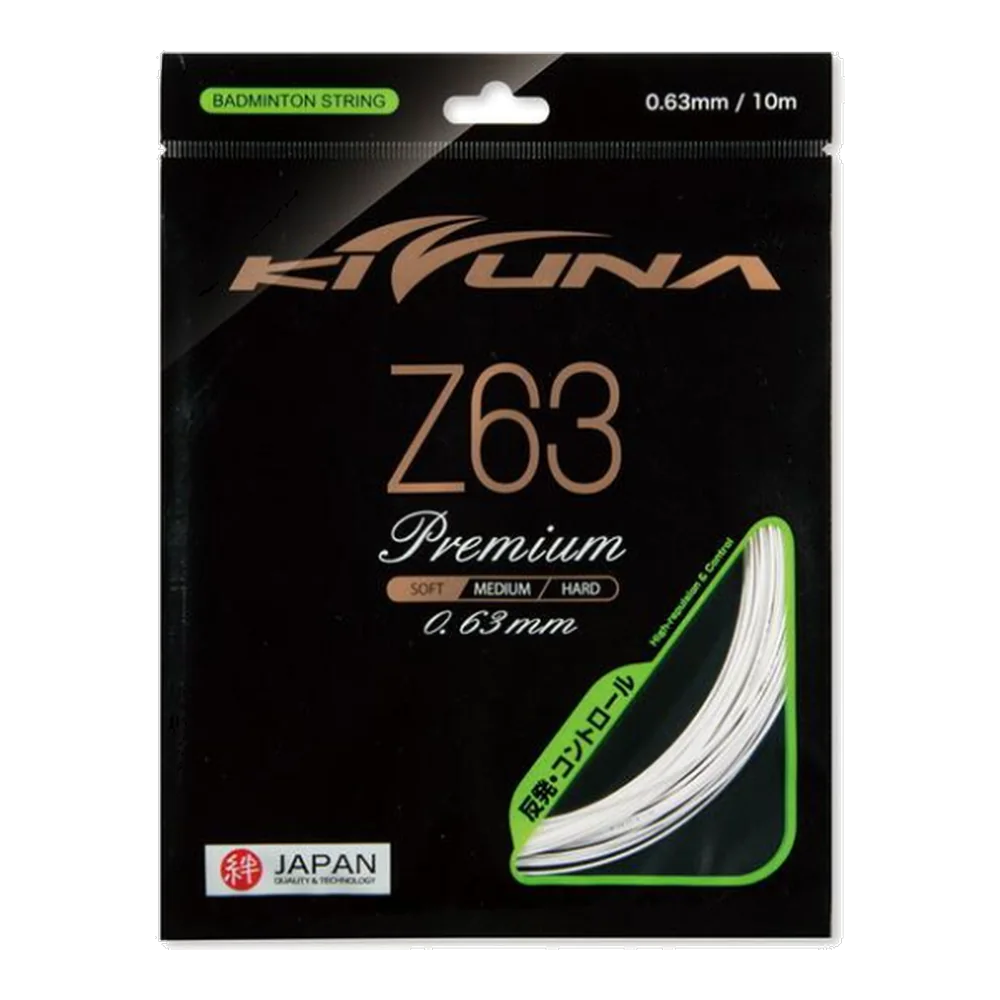 BADMINTON STRING
0.63mm / 10m
KIZUNA
Z63
Premium
SOFT / MEDIUM / HARD
0.63mm
High-repulsion & Control
反発・コントロール
絆 JAPAN
QUALITY & TECHNOLOGY